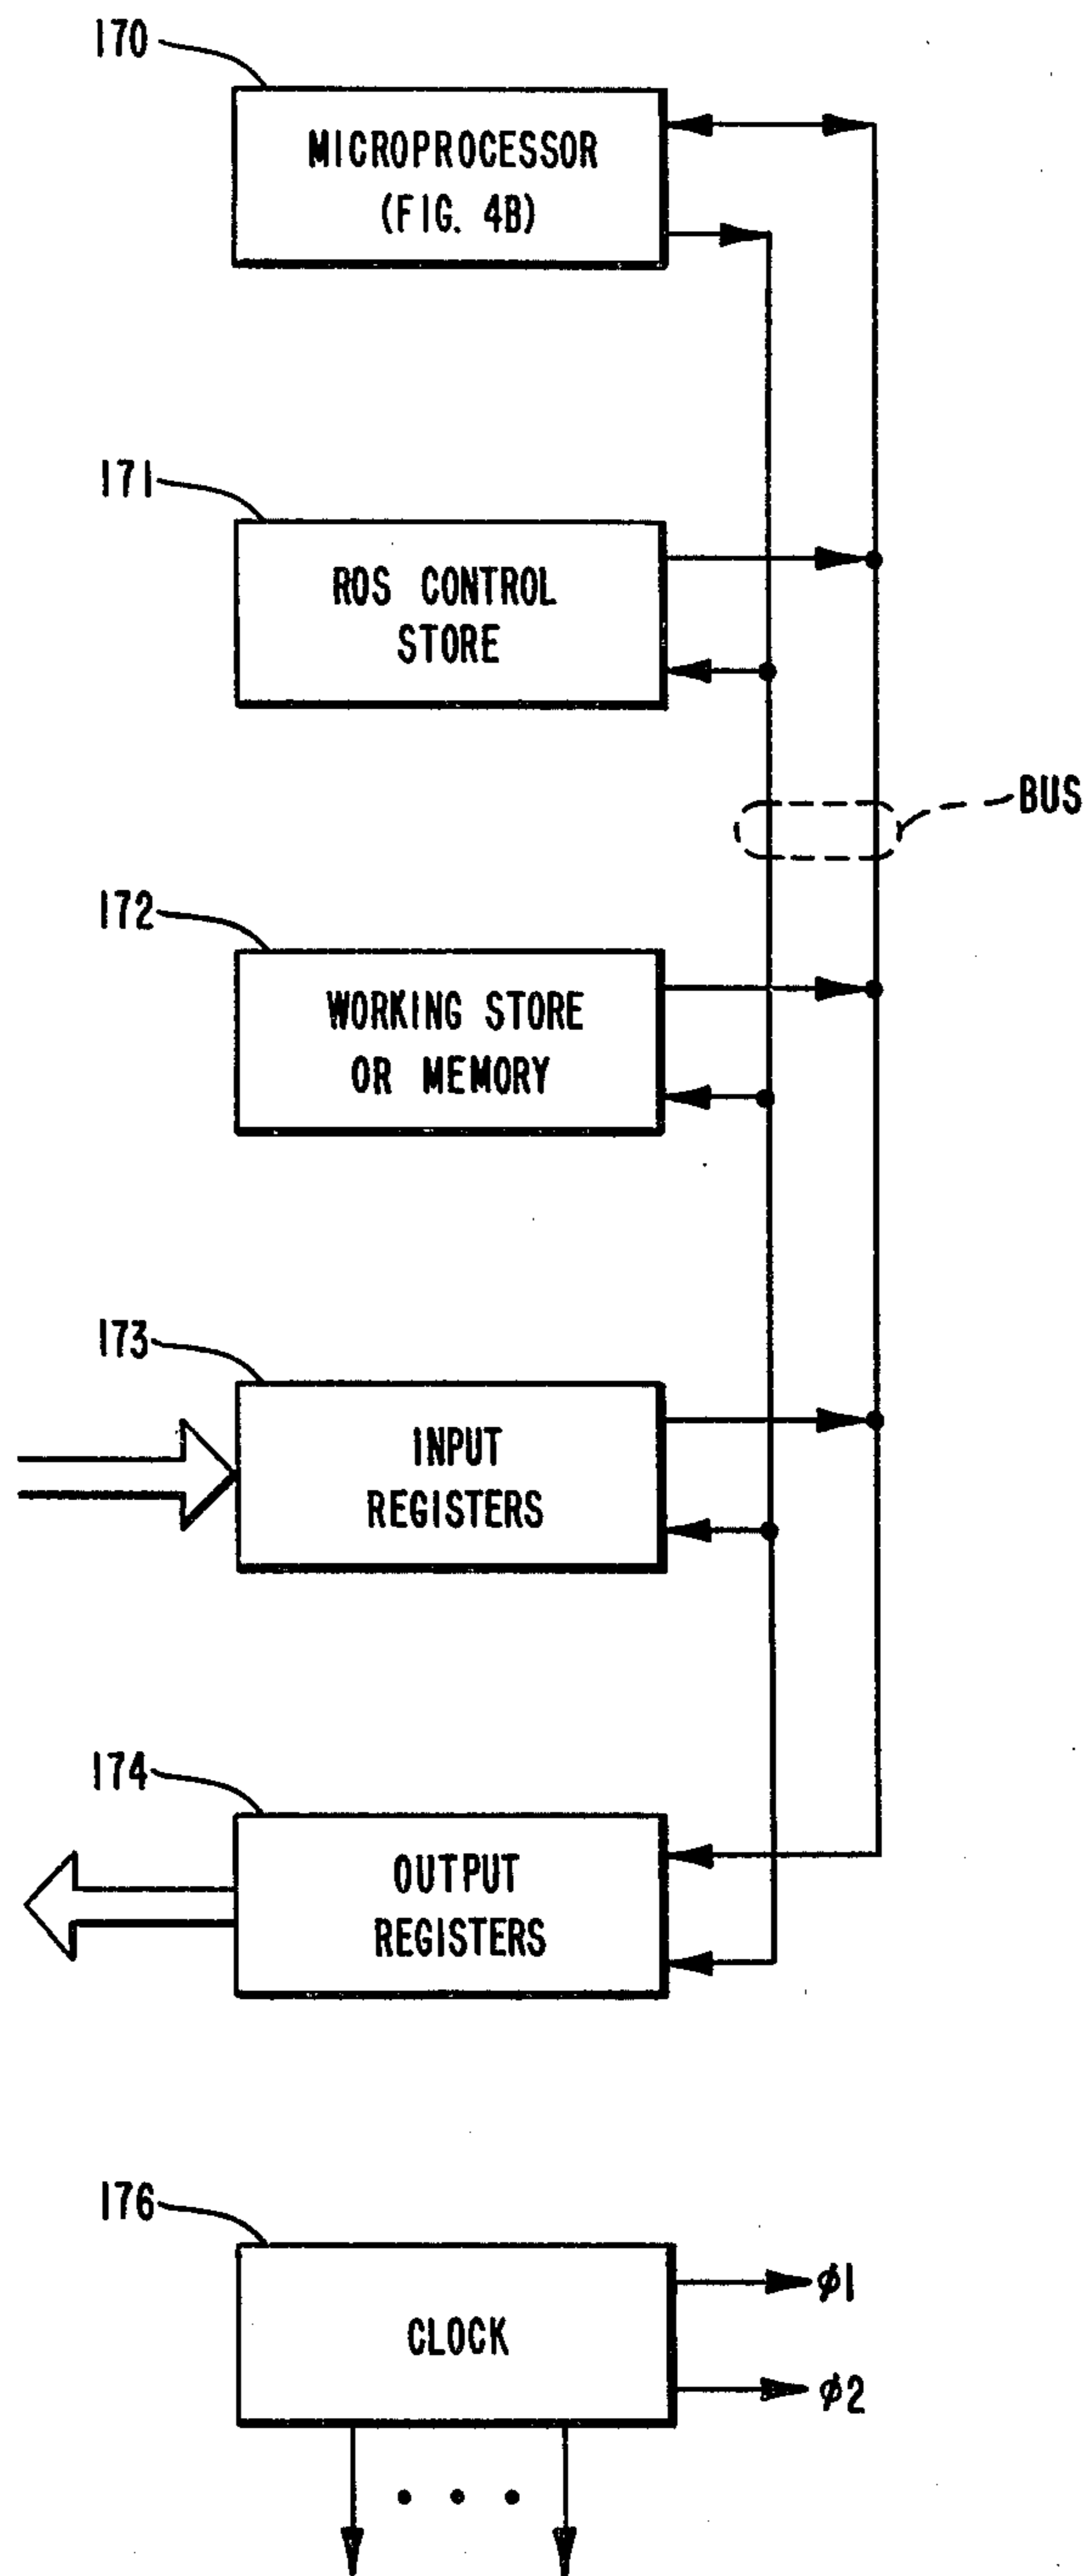 170
MICROPROCESSOR
(FIG. 4B)
171
ROS CONTROL
STORE
BUS
172
WORKING STORE
OR MEMORY
173
INPUT
REGISTERS
174
OUTPUT
REGISTERS
176
CLOCK
φ1
φ2